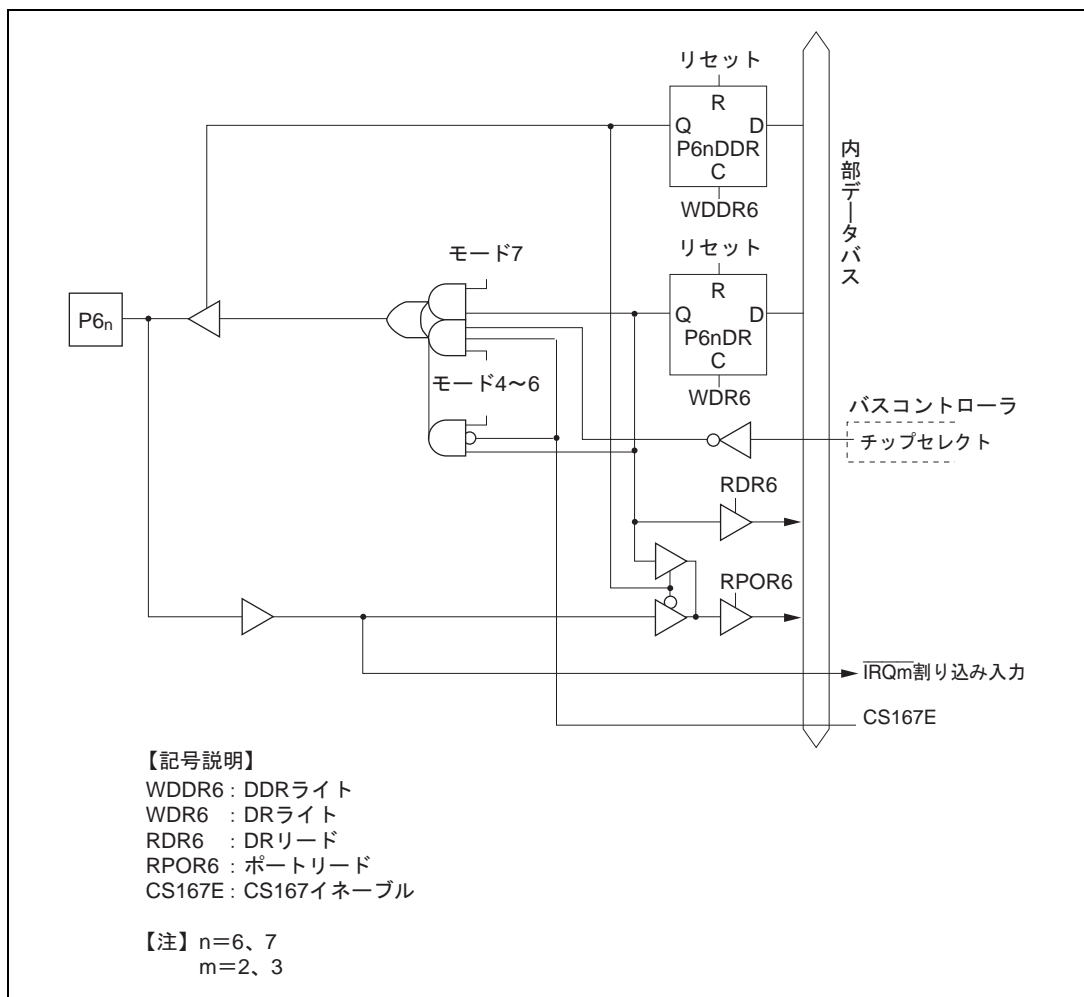 リセット
R
Q D
P6nDDR
C
WDDR6
内部データバス
リセット
モード7
R
Q D
P6nDR
C
WDR6
P6n
モード4～6
バスコントローラ
チップセレクト
RDR6
RPOR6
IRQm割り込み入力
CS167E
【記号説明】
WDDR6 : DDRライト
WDR6 : DRライト
RDR6 : DRリード
RPOR6 : ポートリード
CS167E : CS167イネーブル
【注】 n＝6、7
m＝2、3